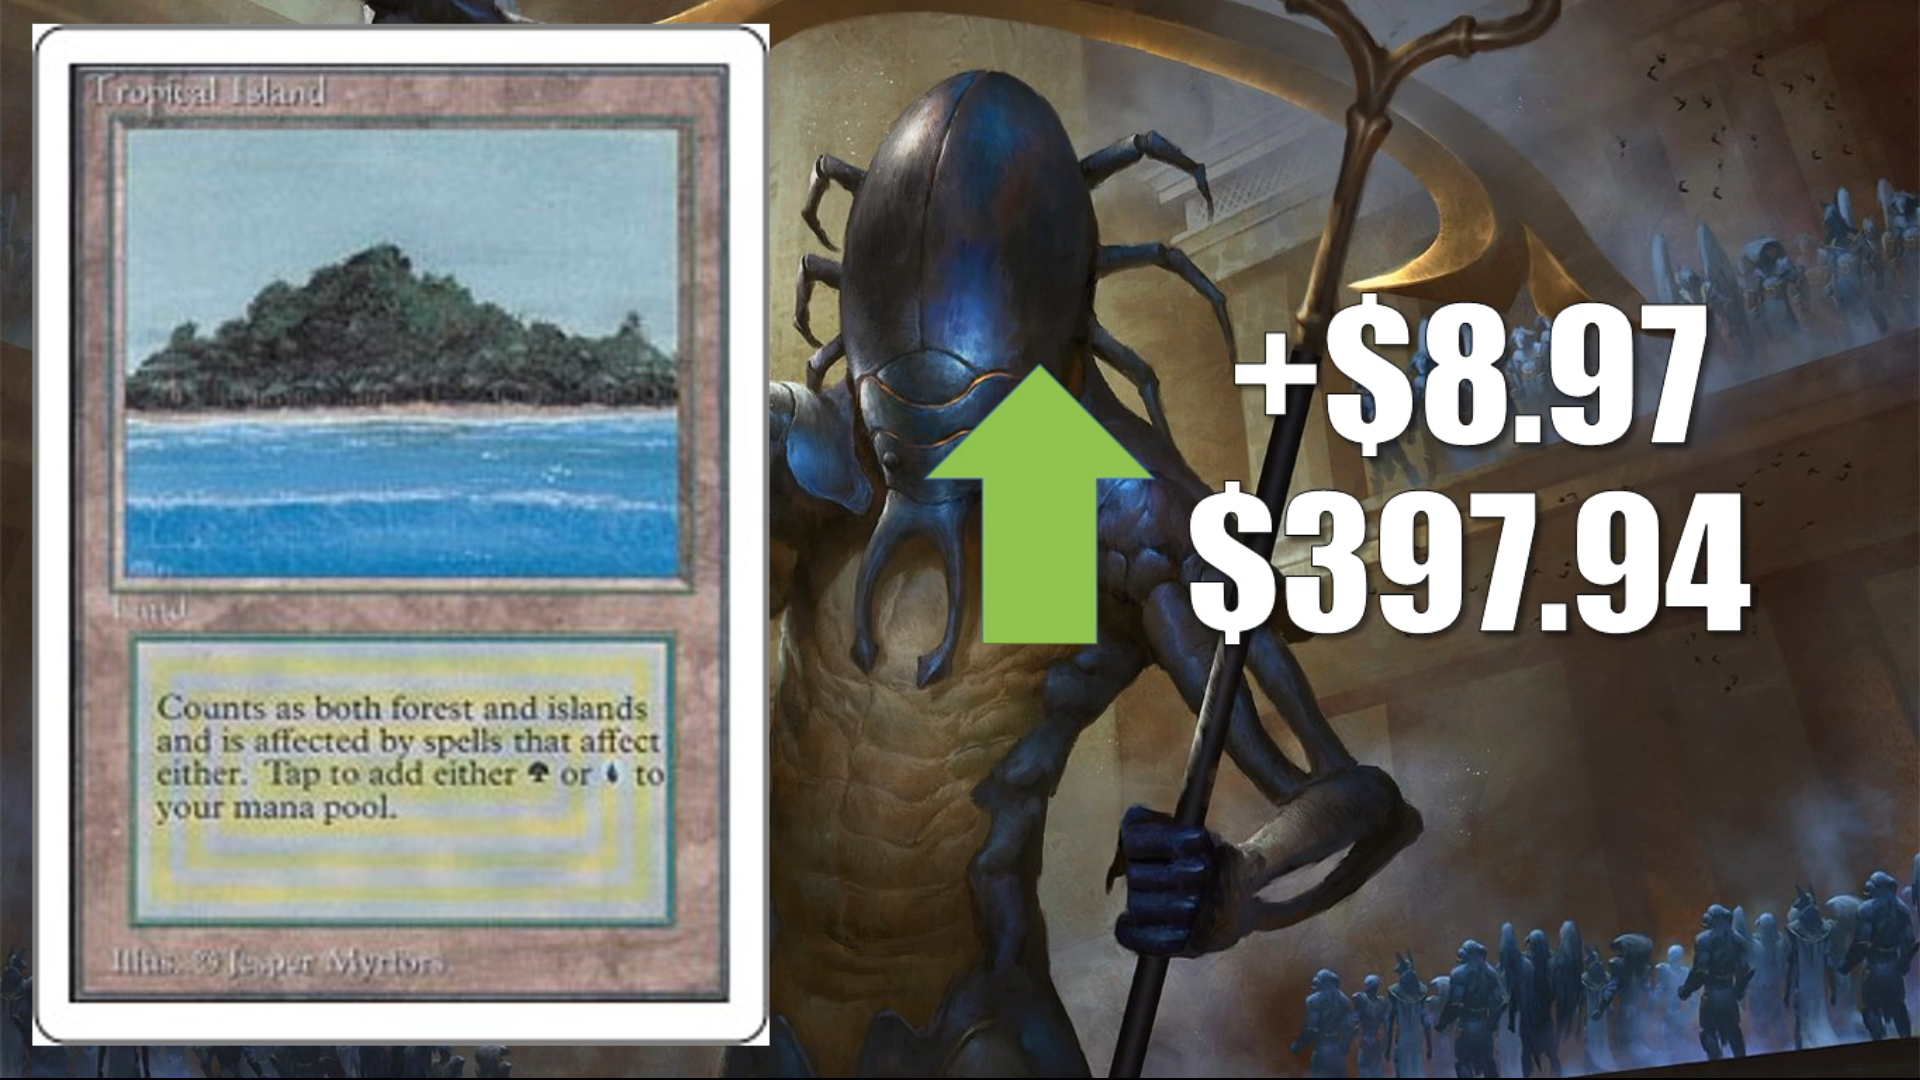 Tropical Island
Land
Counts as both forest and islands
and is affected by spells that affect
either. Tap to add either or to
your mana pool.
Illus. © Jesper Myrfors
+$8.97
$397.94